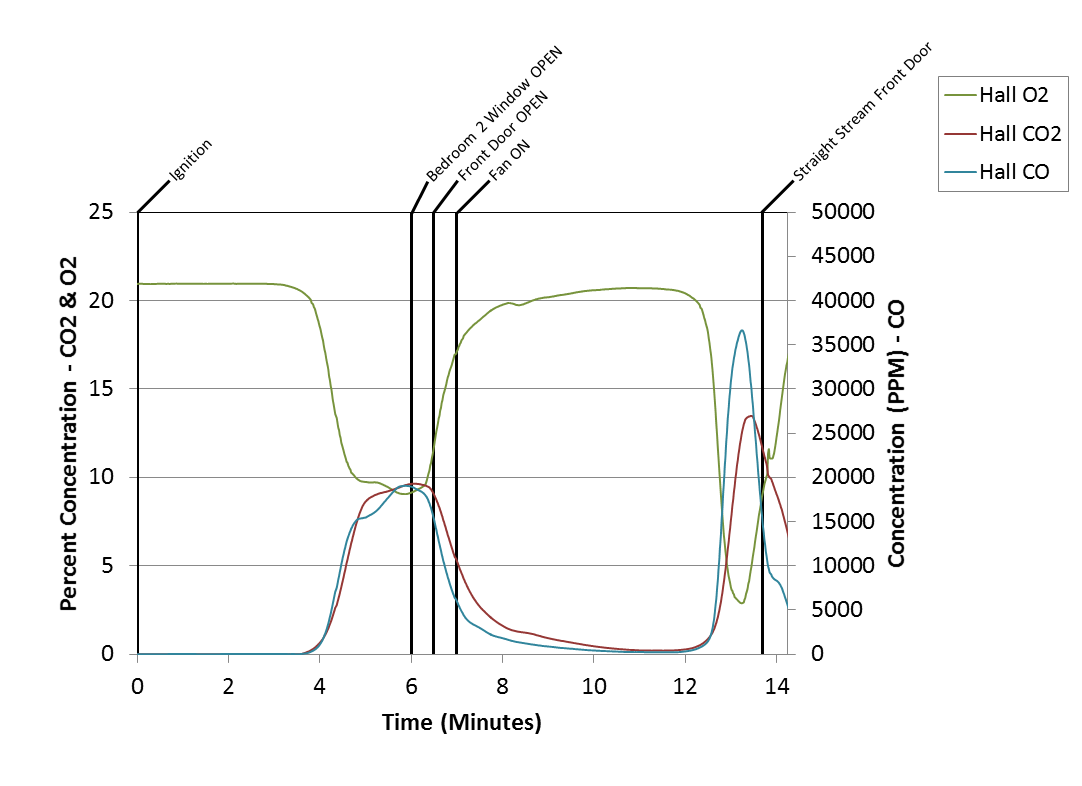 Ignition
Bedroom 2 Window OPEN
Front Door OPEN
Fan ON
Straight Stream Front Door
Hall O2
Hall CO2
Hall CO
Percent Concentration - CO2 & O2
25
20
15
10
5
0
50000
45000
40000
35000
30000
25000
20000
15000
10000
5000
0
Concentration (PPM) - CO
0 2 4 6 8 10 12 14
Time (Minutes)